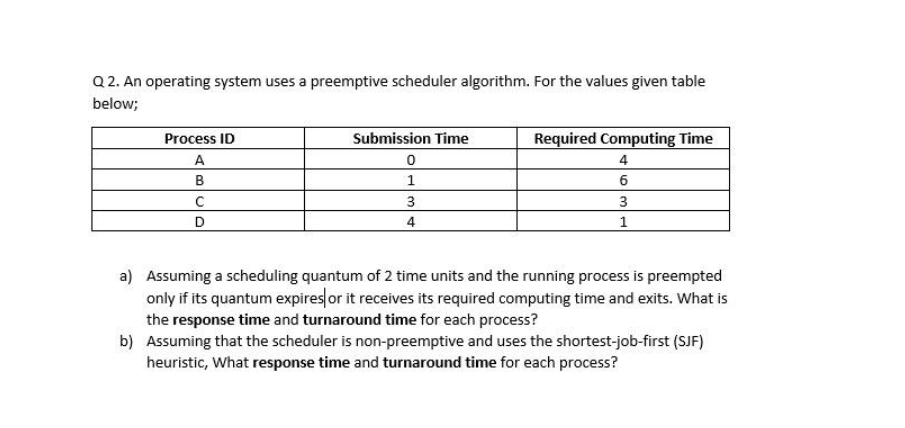 Q 2. An operating system uses a preemptive scheduler algorithm. For the values given table
below;
Process ID Submission Time Required Computing Time
A 0 4
B 1 6
C 3 3
D 4 1
a) Assuming a scheduling quantum of 2 time units and the running process is preempted
only if its quantum expires or it receives its required computing time and exits. What is
the response time and turnaround time for each process?
b) Assuming that the scheduler is non-preemptive and uses the shortest-job-first (SJF)
heuristic, What response time and turnaround time for each process?